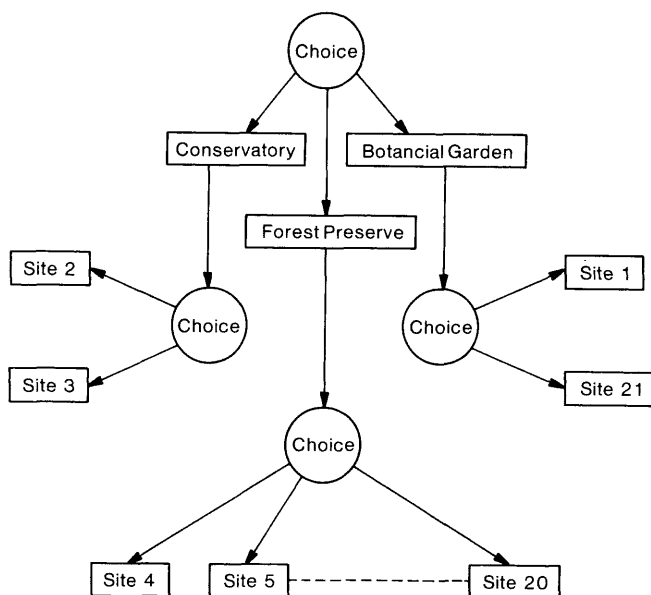 Choice
Conservatory
Botancial Garden
Forest Preserve
Site 2
Site 1
Choice
Choice
Site 3
Site 21
Choice
Site 4
Site 5
Site 20